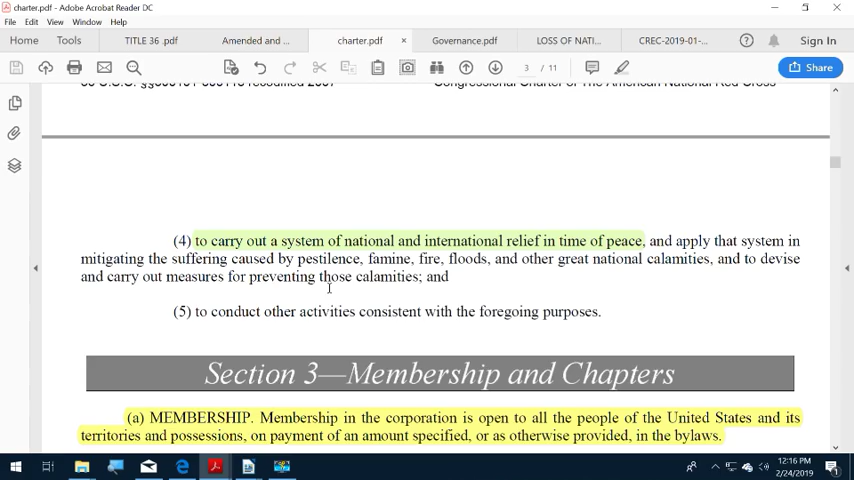 charter.pdf - Adobe Acrobat Reader DC
File Edit View Window Help
Home Tools TITLE 36 .pdf Amended and ... charter.pdf × Governance.pdf LOSS OF NATI... CREC-2019-01-... Sign In
3 / 11 Share
Congressional Charter of The American National Red Cross
(4) to carry out a system of national and international relief in time of peace, and apply that system in
mitigating the suffering caused by pestilence, famine, fire, floods, and other great national calamities, and to devise
and carry out measures for preventing those calamities; and
(5) to conduct other activities consistent with the foregoing purposes.
Section 3—Membership and Chapters
(a) MEMBERSHIP. Membership in the corporation is open to all the people of the United States and its
territories and possessions, on payment of an amount specified, or as otherwise provided, in the bylaws.
12:16 PM
2/24/2019